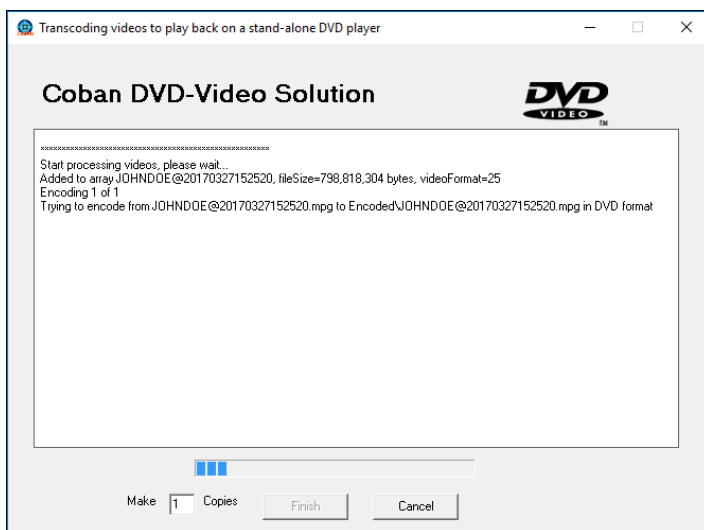 Transcoding videos to play back on a stand-alone DVD player
Coban DVD-Video Solution
DVD
VIDEO
TM
Start processing videos, please wait...
Added to array JOHNDOE@20170327152520, fileSize=798,818,304 bytes, videoFormat=25
Encoding 1 of 1
Trying to encode from JOHNDOE@20170327152520.mpg to Encoded\JOHNDOE@20170327152520.mpg in DVD format
Make 1 Copies Finish Cancel